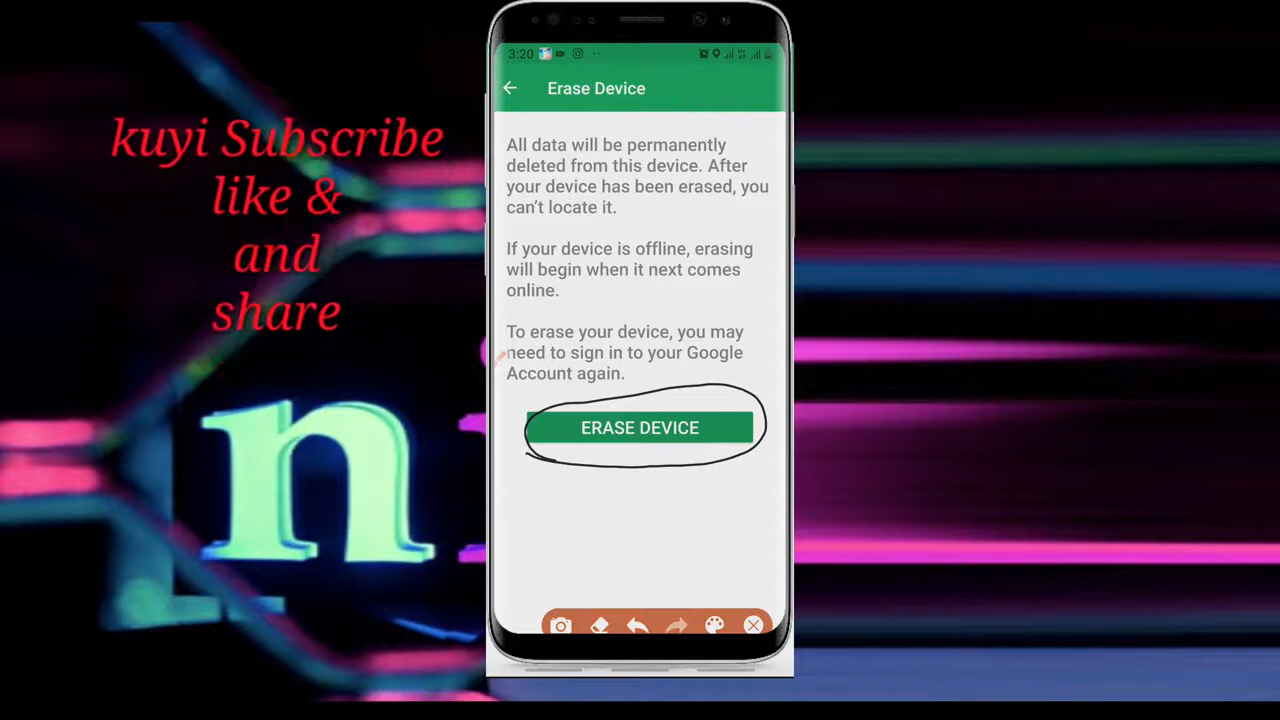 kuyi Subscribe
like &
and
share
n
3:20
Erase Device
All data will be permanently
deleted from this device. After
your device has been erased, you
can't locate it.
If your device is offline, erasing
will begin when it next comes
online.
To erase your device, you may
need to sign in to your Google
Account again.
ERASE DEVICE